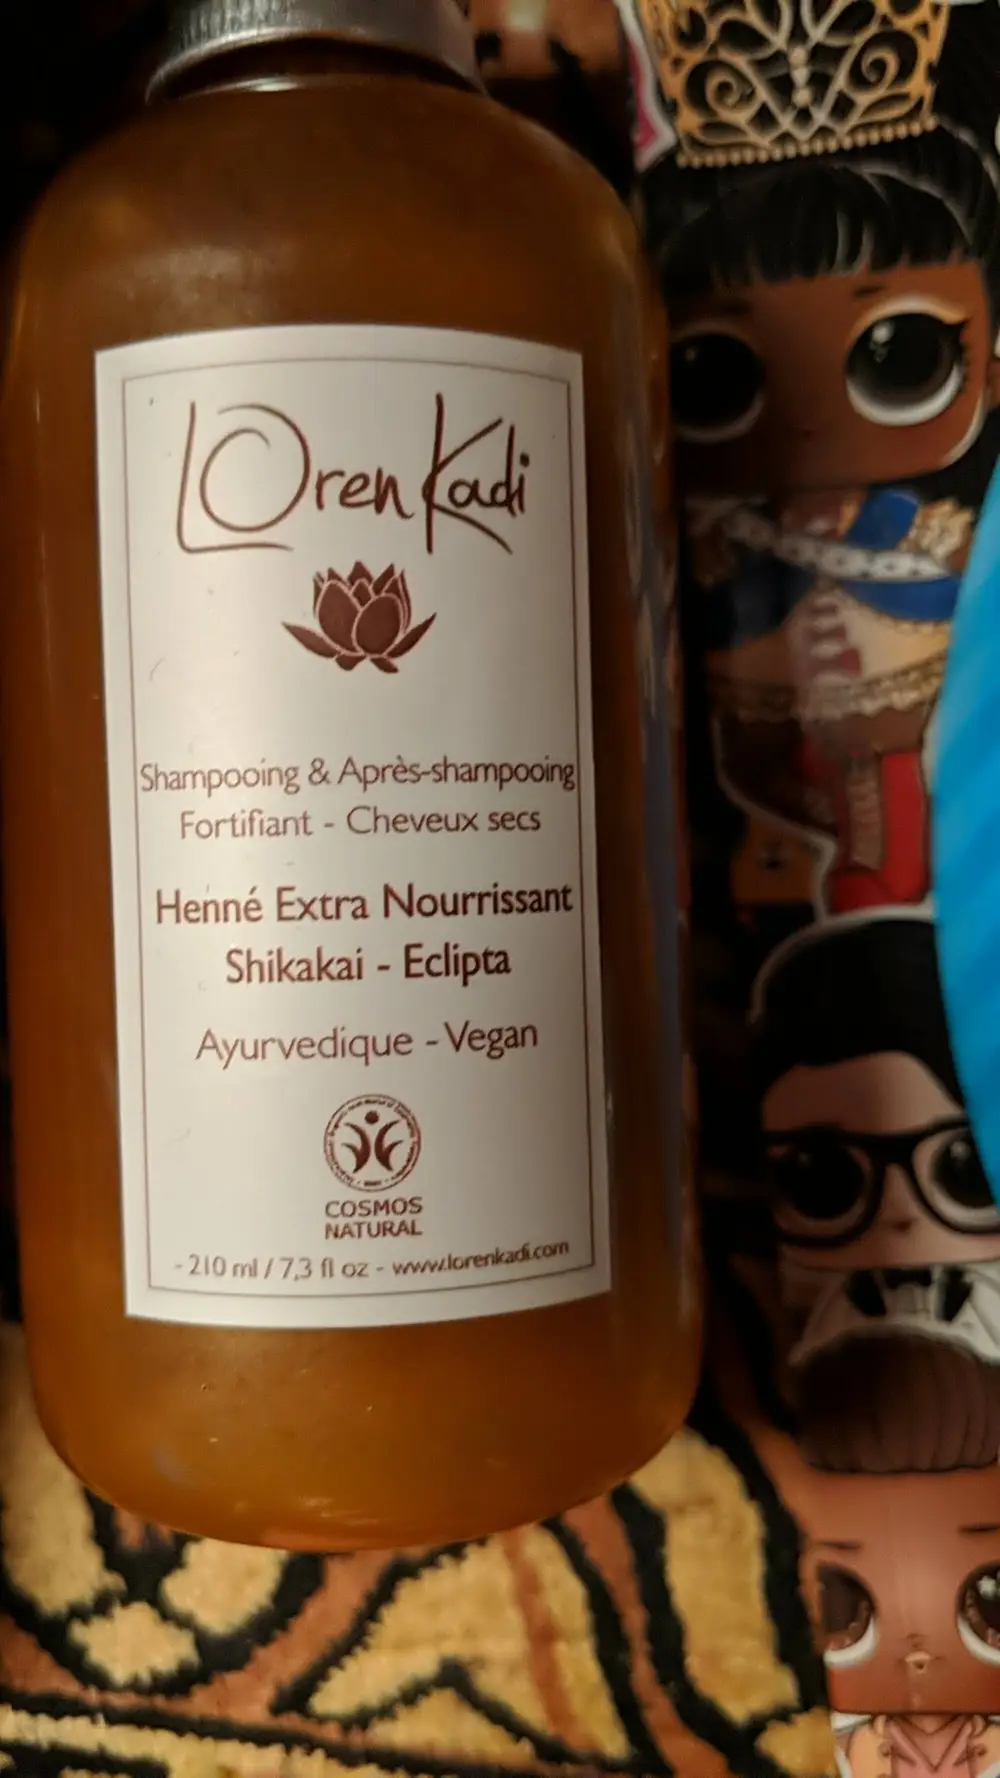 Loren Kadi
Shampooing & Après-shampooing
Fortifiant - Cheveux secs
Henné Extra Nourrissant
Shikakai - Eclipta
Ayurvedique - Vegan
COSMOS
NATURAL
- 210 ml / 7,3 fl oz - www.lorenkadi.com